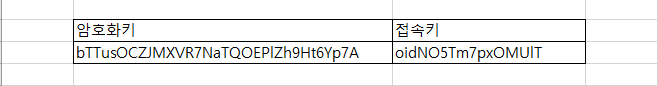 암호화키 접속키
bTTusOCZJMXVR7NaTQOEPlZh9Ht6Yp7A oidNO5Tm7pxOMUlT